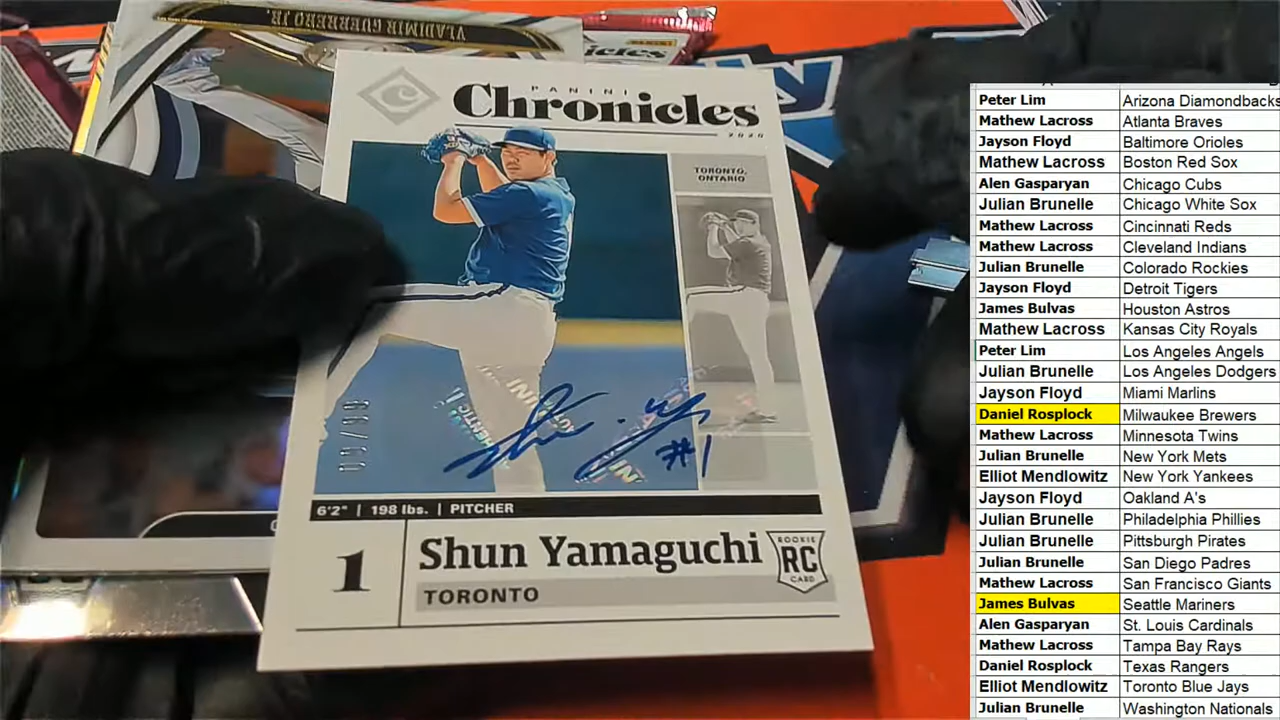 VLADIMIR GUERRERO JR.
PANINI
Chronicles
2020
TORONTO,
ONTARIO
#1
6'2" | 198 lbs. | PITCHER
1
Shun Yamaguchi
ROOKIE
RC
CARD
TORONTO
Peter Lim Arizona Diamondbacks
Mathew Lacross Atlanta Braves
Jayson Floyd Baltimore Orioles
Mathew Lacross Boston Red Sox
Alen Gasparyan Chicago Cubs
Julian Brunelle Chicago White Sox
Mathew Lacross Cincinnati Reds
Mathew Lacross Cleveland Indians
Julian Brunelle Colorado Rockies
Jayson Floyd Detroit Tigers
James Bulvas Houston Astros
Mathew Lacross Kansas City Royals
Peter Lim Los Angeles Angels
Julian Brunelle Los Angeles Dodgers
Jayson Floyd Miami Marlins
Daniel Rosplock Milwaukee Brewers
Mathew Lacross Minnesota Twins
Julian Brunelle New York Mets
Elliot Mendlowitz New York Yankees
Jayson Floyd Oakland A's
Julian Brunelle Philadelphia Phillies
Julian Brunelle Pittsburgh Pirates
Julian Brunelle San Diego Padres
Mathew Lacross San Francisco Giants
James Bulvas Seattle Mariners
Alen Gasparyan St. Louis Cardinals
Mathew Lacross Tampa Bay Rays
Daniel Rosplock Texas Rangers
Elliot Mendlowitz Toronto Blue Jays
Julian Brunelle Washington Nationals